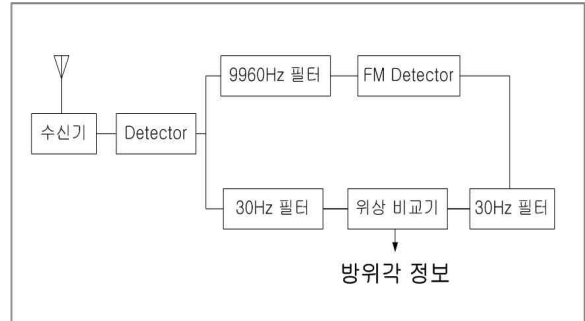 9960Hz 필터
FM Detector
수신기
Detector
30Hz 필터
위상 비교기
30Hz 필터
방위각 정보